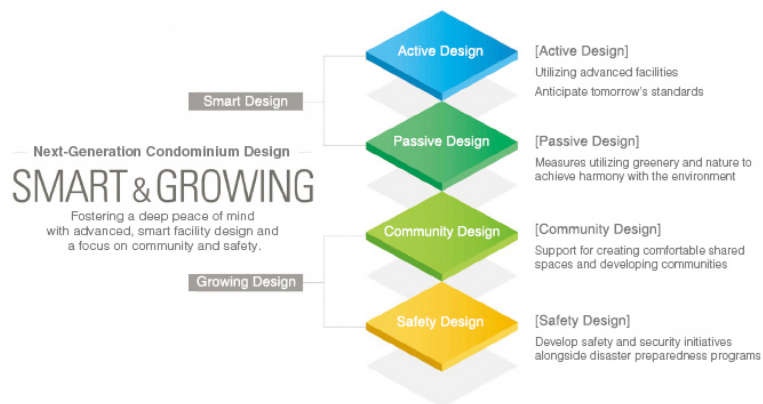 Next-Generation Condominium Design
SMART & GROWING
Fostering a deep peace of mind
with advanced, smart facility design and
a focus on community and safety.
Smart Design
Growing Design
Active Design
[Active Design]
Utilizing advanced facilities
Anticipate tomorrow's standards
Passive Design
[Passive Design]
Measures utilizing greenery and nature to
achieve harmony with the environment
Community Design
[Community Design]
Support for creating comfortable shared
spaces and developing communities
Safety Design
[Safety Design]
Develop safety and security initiatives
alongside disaster preparedness programs